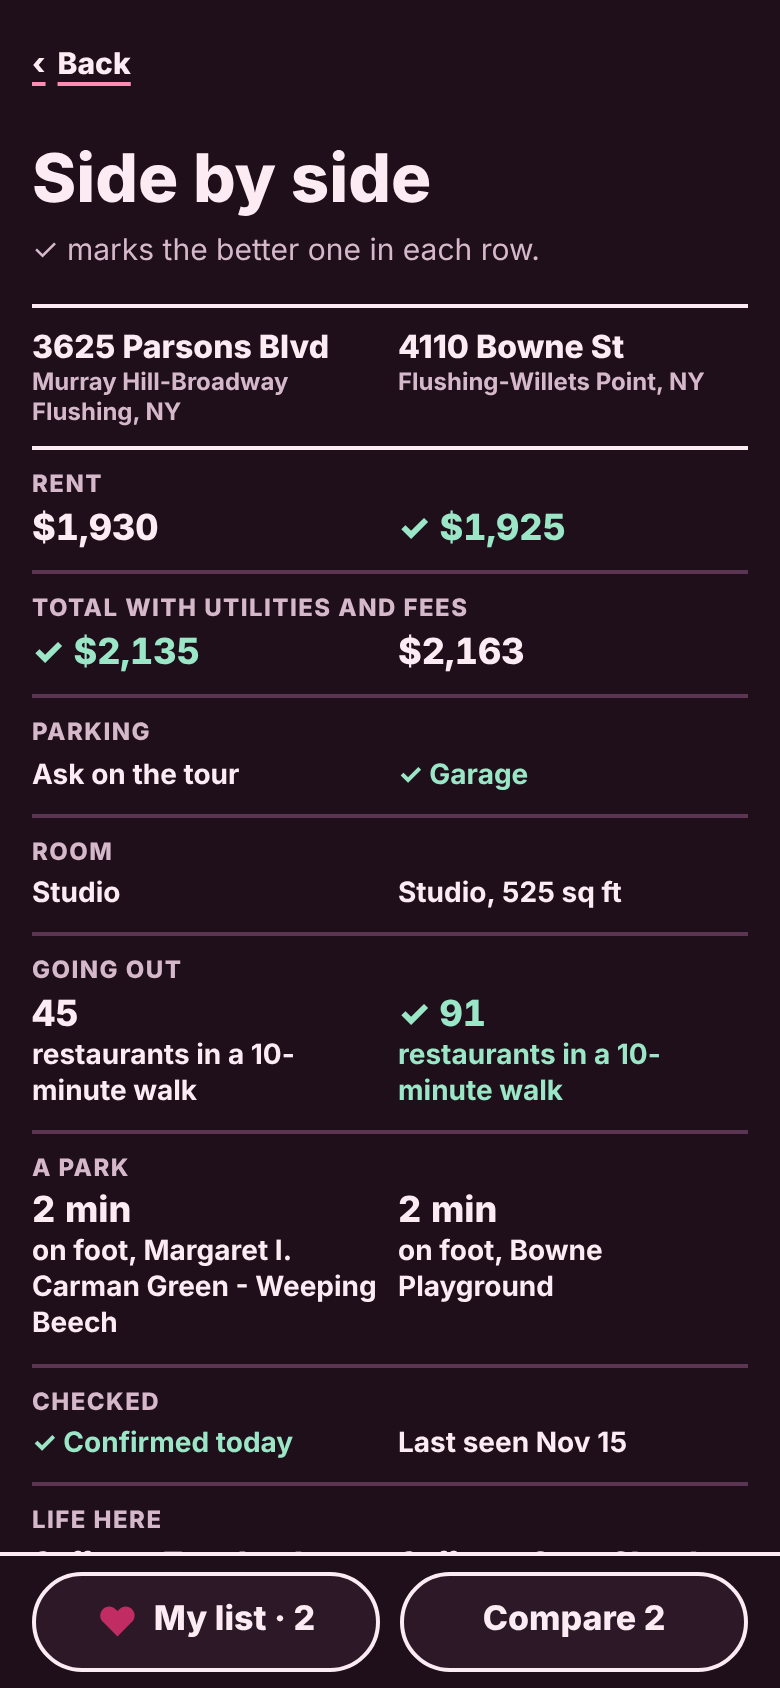 ‹ Back
Side by side
✓ marks the better one in each row.
3625 Parsons Blvd
Murray Hill-Broadway
Flushing, NY
4110 Bowne St
Flushing-Willets Point, NY
RENT
$1,930
✓ $1,925
TOTAL WITH UTILITIES AND FEES
✓ $2,135
$2,163
PARKING
Ask on the tour
✓ Garage
ROOM
Studio
Studio, 525 sq ft
GOING OUT
45
restaurants in a 10-
minute walk
✓ 91
restaurants in a 10-
minute walk
A PARK
2 min
on foot, Margaret I.
Carman Green - Weeping
Beech
2 min
on foot, Bowne
Playground
CHECKED
✓ Confirmed today
Last seen Nov 15
LIFE HERE
My list · 2
Compare 2